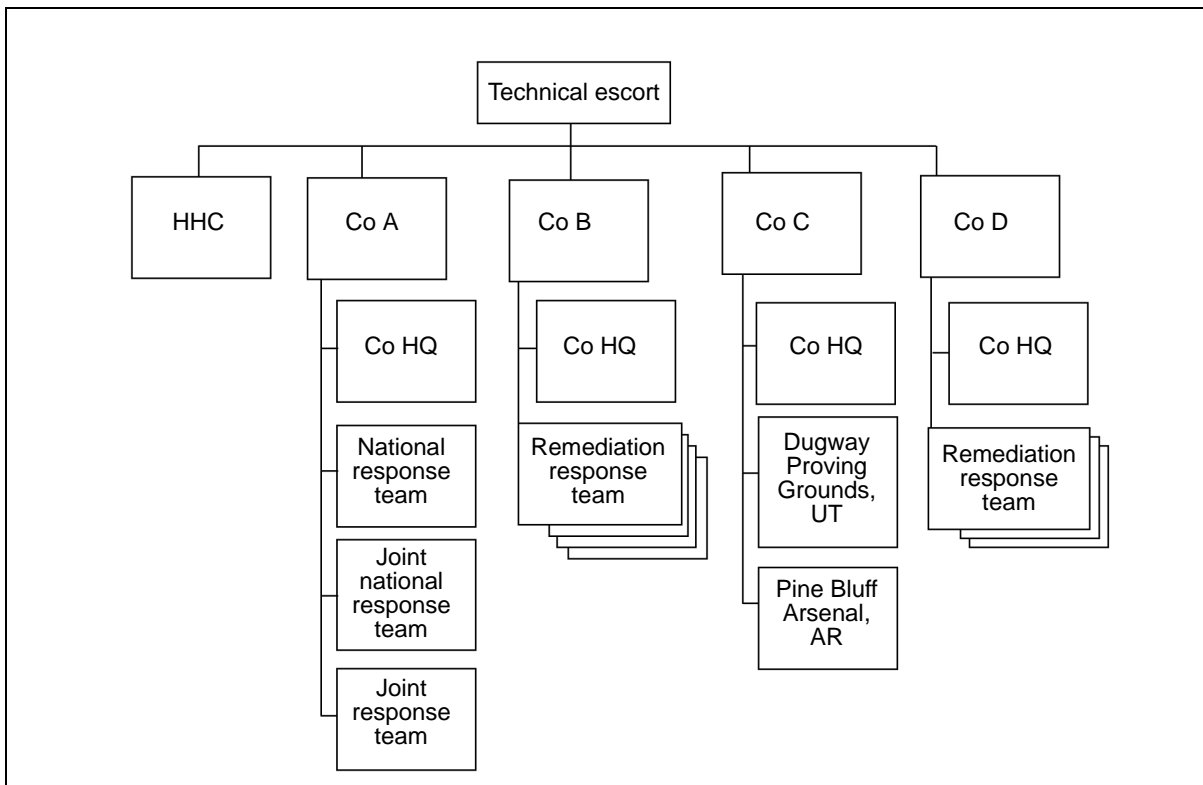 Technical escort
HHC
Co A
Co B
Co C
Co D
Co HQ
Co HQ
Co HQ
Co HQ
National
response
team
Remediation
response
team
Dugway
Proving
Grounds,
UT
Remediation
response
team
Joint
national
response
team
Pine Bluff
Arsenal,
AR
Joint
response
team